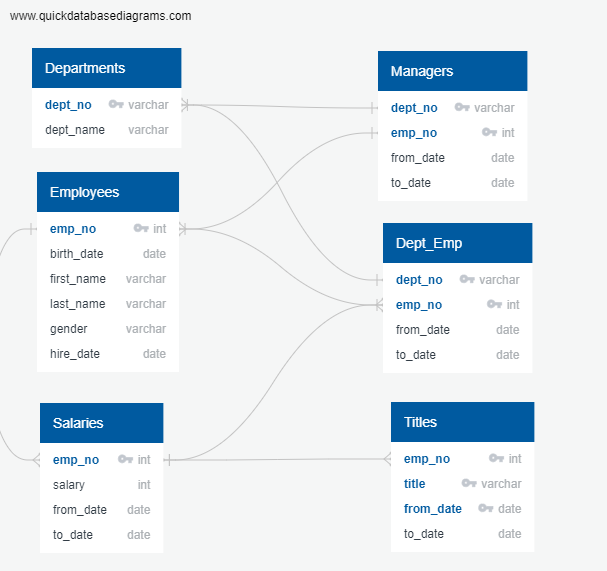 www.quickdatabasediagrams.com
Departments
dept_no varchar
dept_name varchar
Managers
dept_no varchar
emp_no int
from_date date
to_date date
Employees
emp_no int
birth_date date
first_name varchar
last_name varchar
gender varchar
hire_date date
Dept_Emp
dept_no varchar
emp_no int
from_date date
to_date date
Salaries
emp_no int
salary int
from_date date
to_date date
Titles
emp_no int
title varchar
from_date date
to_date date